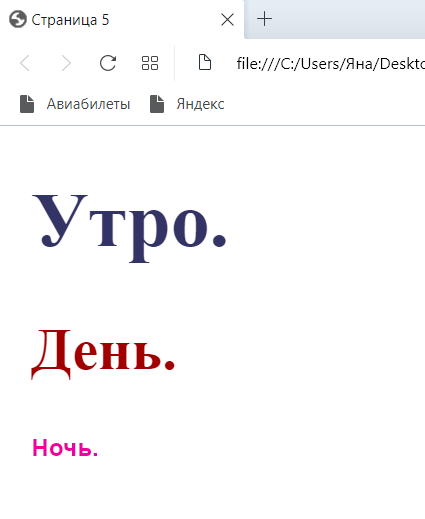 Страница 5
file:///C:/Users/Яна/Deskto
Авиабилеты Яндекс
Утро.
День.
Ночь.